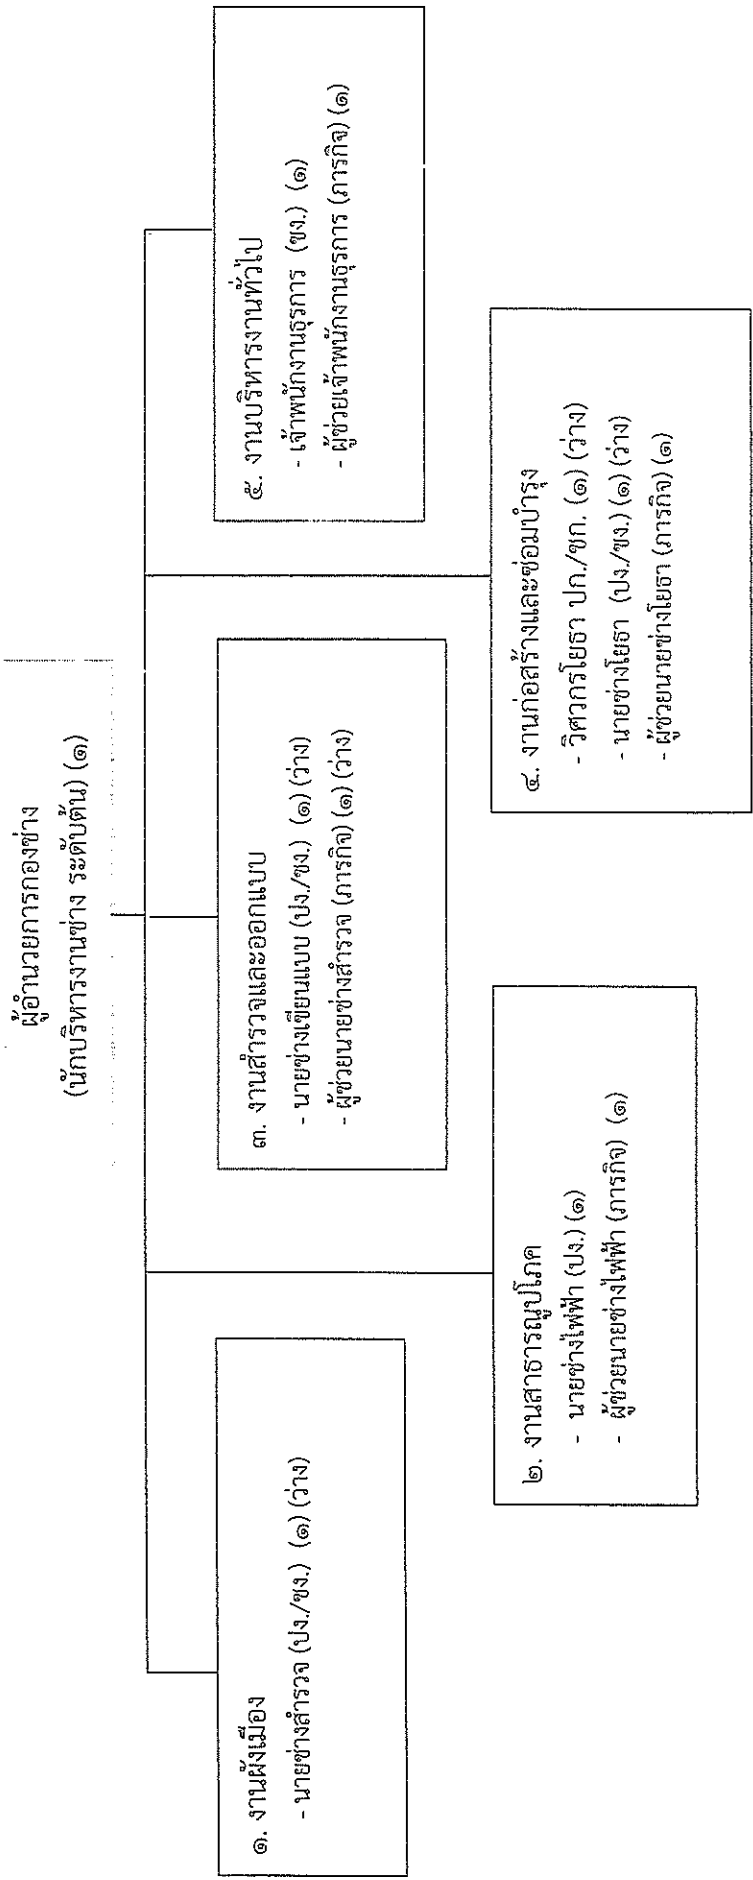 ผู้อำนวยการกองช่าง
(นักบริหารงานช่าง ระดับต้น) (๑)
๑. งานผังเมือง
- นายช่างสำรวจ (ปง./ชง.) (๑) (ว่าง)
๒. งานสาธารณูปโภค
- นายช่างไฟฟ้า (ปง.) (๑)
- ผู้ช่วยนายช่างไฟฟ้า (ภารกิจ) (๑)
๓. งานสำรวจและออกแบบ
- นายช่างเขียนแบบ (ปง./ชง.) (๑) (ว่าง)
- ผู้ช่วยนายช่างสำรวจ (ภารกิจ) (๑) (ว่าง)
๔. งานก่อสร้างและซ่อมบำรุง
- วิศวกรโยธา ปก./ชก. (๑) (ว่าง)
- นายช่างโยธา (ปง./ชง.) (๑) (ว่าง)
- ผู้ช่วยนายช่างโยธา (ภารกิจ) (๑)
๕. งานบริหารงานทั่วไป
- เจ้าพนักงานธุรการ (ชง.) (๑)
- ผู้ช่วยเจ้าพนักงานธุรการ (ภารกิจ) (๑)